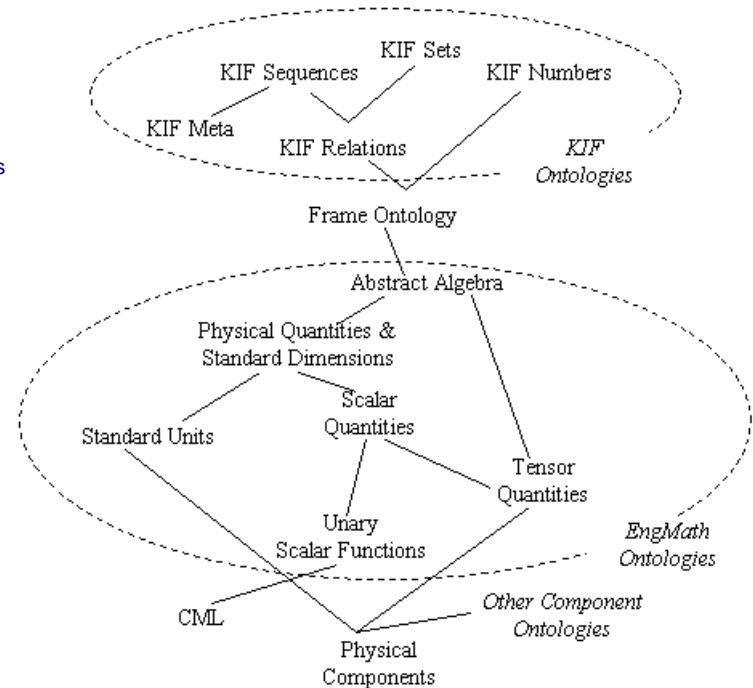 KIF Sets
KIF Sequences
KIF Numbers
KIF Meta
KIF Relations
KIF
Ontologies
s
Frame Ontology
Abstract Algebra
Physical Quantities &
Standard Dimensions
Scalar
Quantities
Standard Units
Tensor
Quantities
Unary
Scalar Functions
EngMath
Ontologies
CML
Other Component
Ontologies
Physical
Components